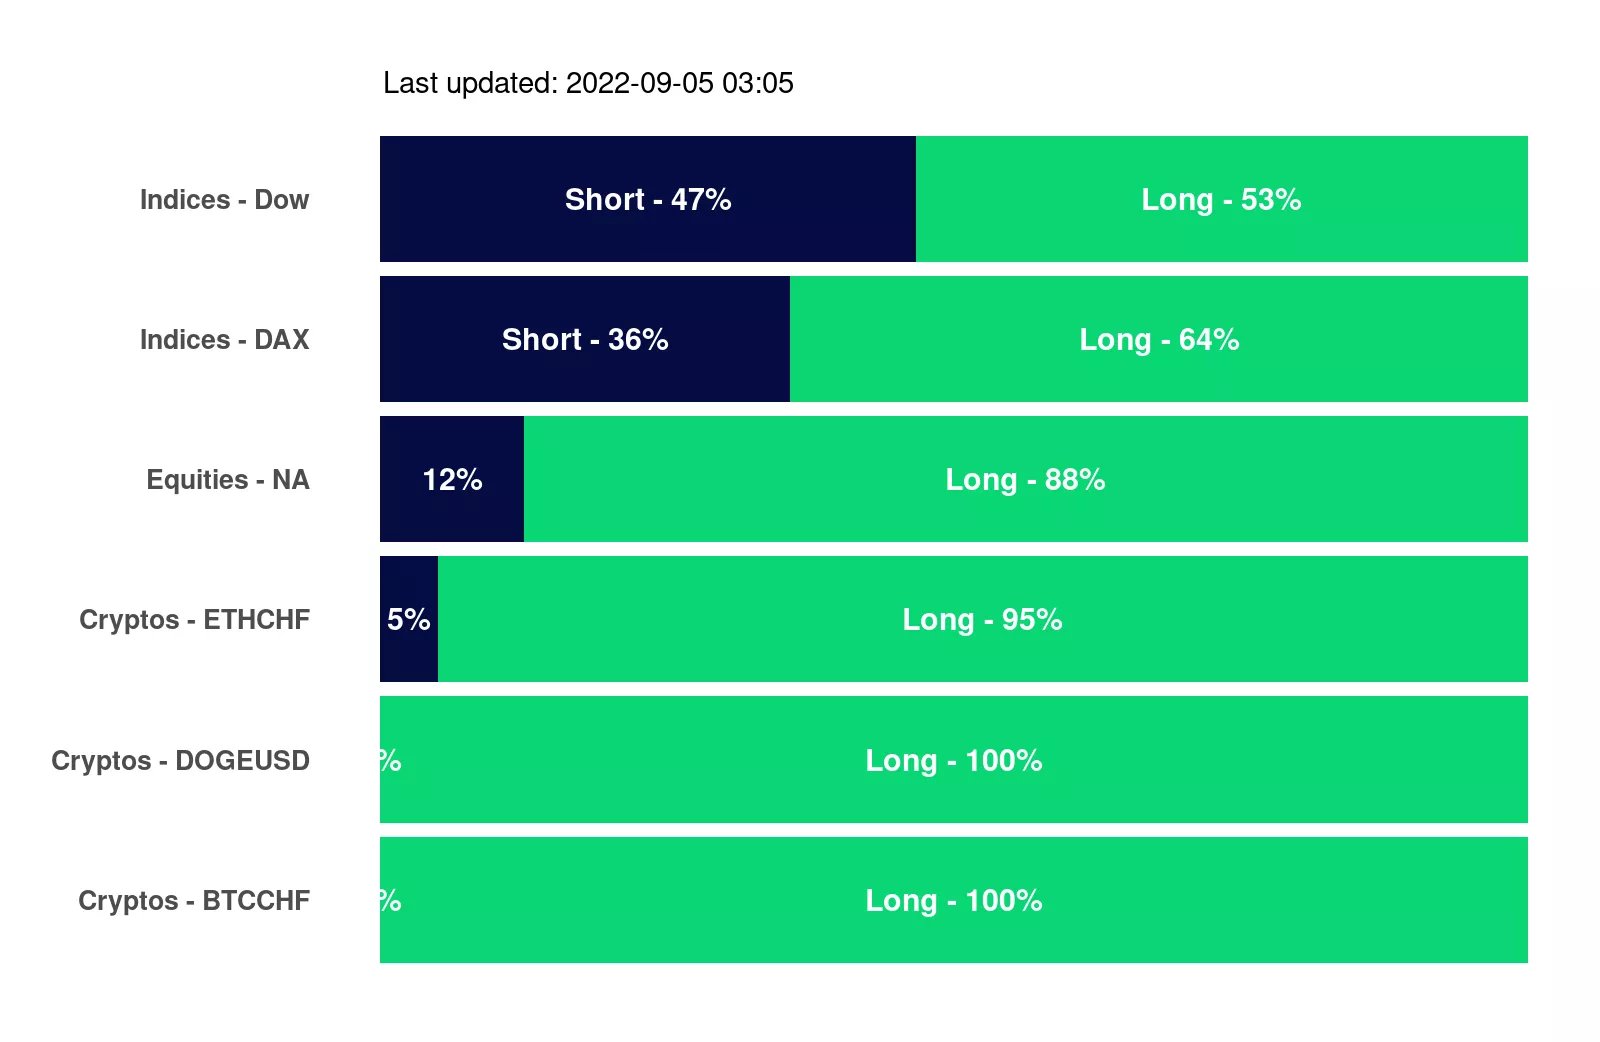 Last updated: 2022-09-05 03:05
Indices - Dow Short - 47% Long - 53%
Indices - DAX Short - 36% Long - 64%
Equities - NA 12% Long - 88%
Cryptos - ETHCHF 5% Long - 95%
Cryptos - DOGEUSD % Long - 100%
Cryptos - BTCCHF % Long - 100%